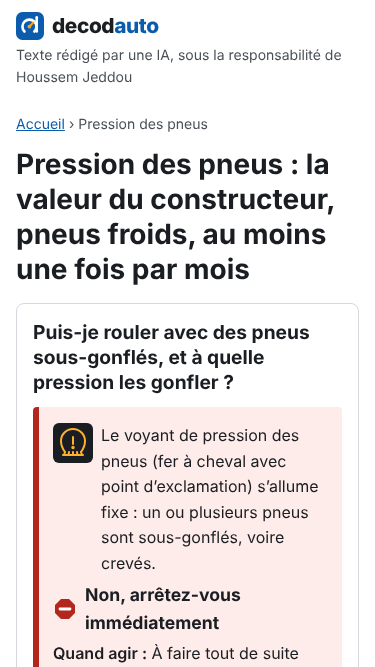 decodauto
Texte rédigé par une IA, sous la responsabilité de
Houssem Jeddou
Accueil › Pression des pneus
Pression des pneus : la
valeur du constructeur,
pneus froids, au moins
une fois par mois
Puis-je rouler avec des pneus
sous-gonflés, et à quelle
pression les gonfler ?
Le voyant de pression des
pneus (fer à cheval avec
point d’exclamation) s’allume
fixe : un ou plusieurs pneus
sont sous-gonflés, voire
crevés.
Non, arrêtez-vous
immédiatement
Quand agir : À faire tout de suite